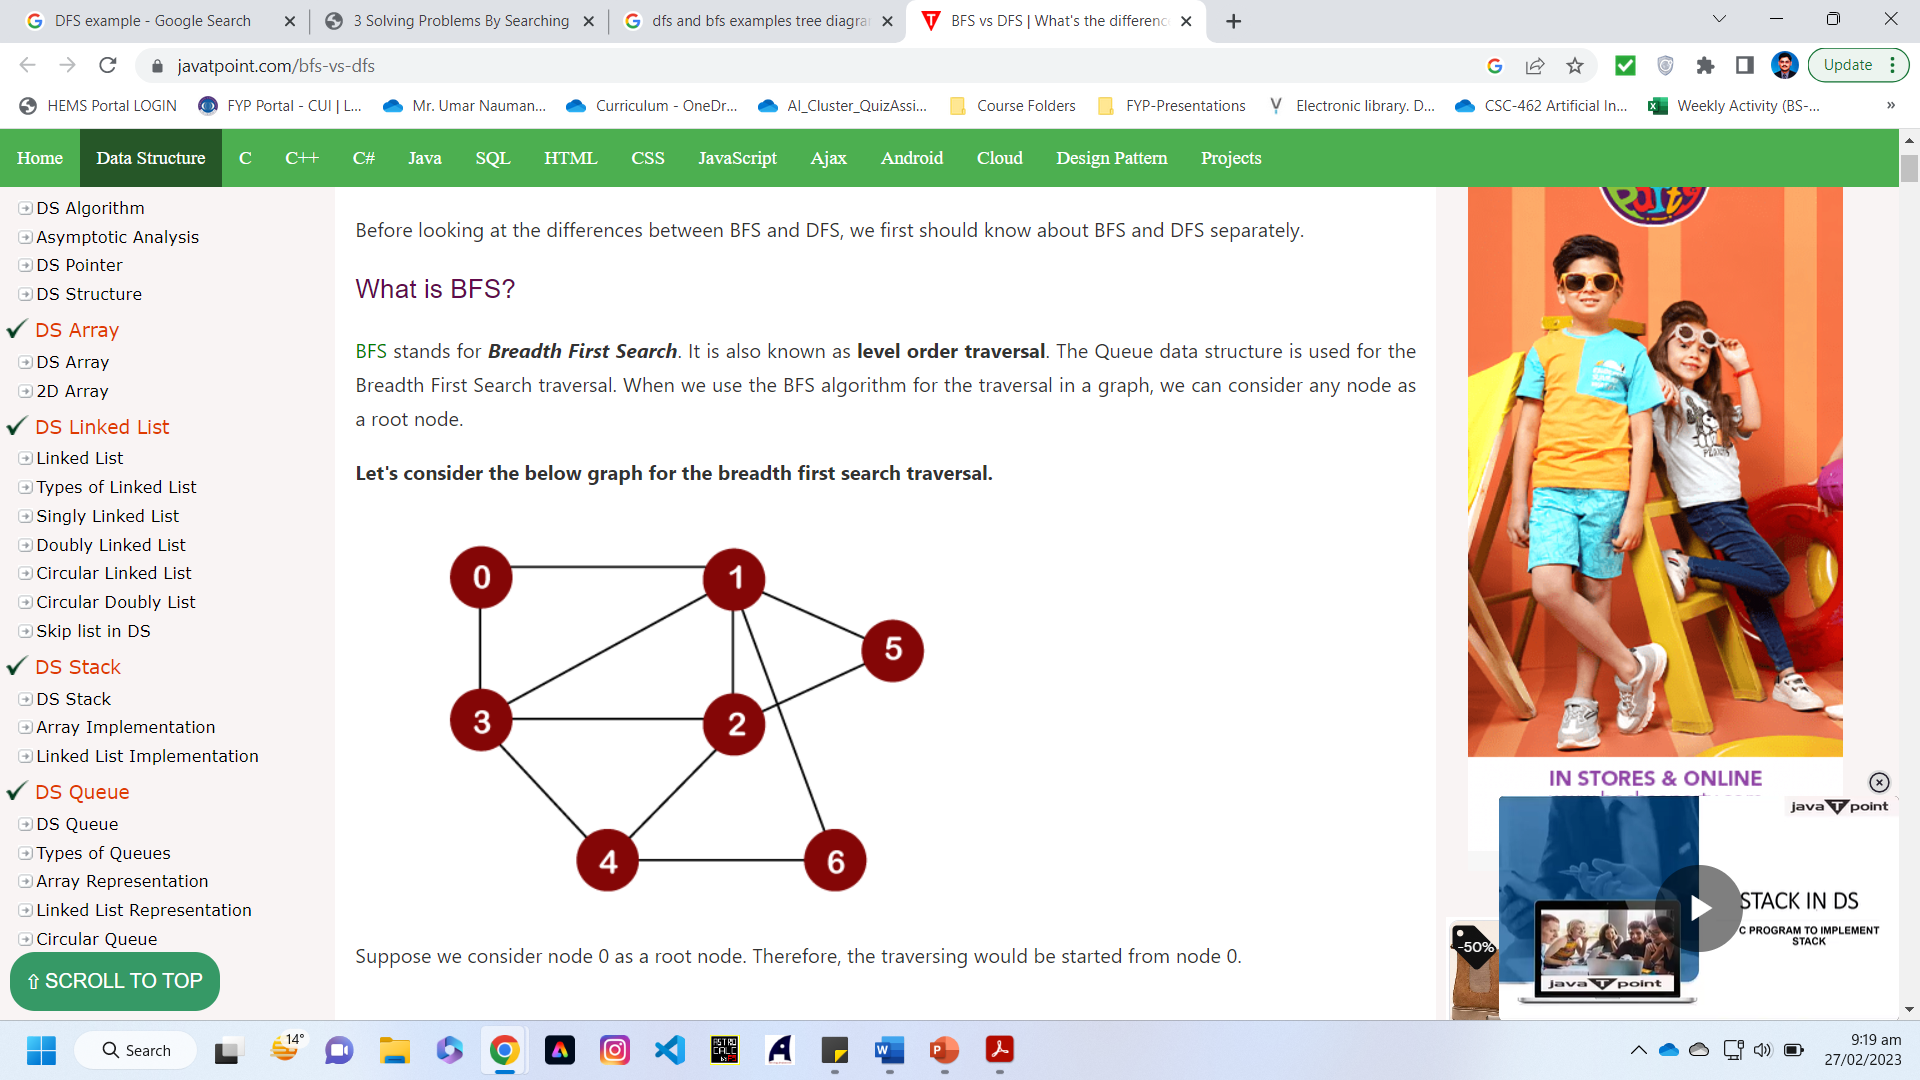 DFS example - Google Search
3 Solving Problems By Searching
dfs and bfs examples tree diagra
BFS vs DFS | What's the differenc
javatpoint.com/bfs-vs-dfs
Update
HEMS Portal LOGIN
FYP Portal - CUI | L...
Mr. Umar Nauman...
Curriculum - OneDr...
AI_Cluster_QuizAssi...
Course Folders
FYP-Presentations
Electronic library. D...
CSC-462 Artificial In...
Weekly Activity (BS-...
»
Home
Data Structure
C
C++
C#
Java
SQL
HTML
CSS
JavaScript
Ajax
Android
Cloud
Design Pattern
Projects
DS Algorithm
Asymptotic Analysis
DS Pointer
DS Structure
DS Array
DS Array
2D Array
DS Linked List
Linked List
Types of Linked List
Singly Linked List
Doubly Linked List
Circular Linked List
Circular Doubly List
Skip list in DS
DS Stack
DS Stack
Array Implementation
Linked List Implementation
DS Queue
DS Queue
Types of Queues
Array Representation
Linked List Representation
Circular Queue
⇧ SCROLL TO TOP
Before looking at the differences between BFS and DFS, we first should know about BFS and DFS separately.
What is BFS?
BFS stands for Breadth First Search. It is also known as level order traversal. The Queue data structure is used for the
Breadth First Search traversal. When we use the BFS algorithm for the traversal in a graph, we can consider any node as
a root node.
Let's consider the below graph for the breadth first search traversal.
0
1
5
3
2
4
6
Suppose we consider node 0 as a root node. Therefore, the traversing would be started from node 0.
IN STORES & ONLINE
java T point
STACK IN DS
C PROGRAM TO IMPLEMENT
STACK
java T point
-50%
14°
Search
9:19 am
27/02/2023